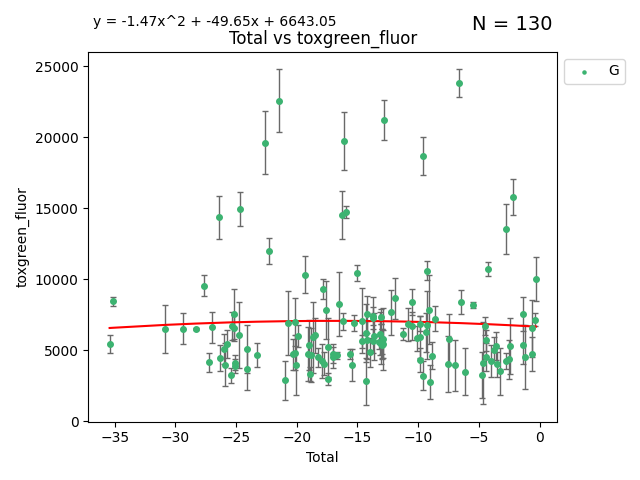 y = -1.47x^2 + -49.65x + 6643.05
N = 130
Total vs toxgreen_fluor
G
25000
20000
15000
10000
5000
0
toxgreen_fluor
−35 −30 −25 −20 −15 −10 −5 0
Total